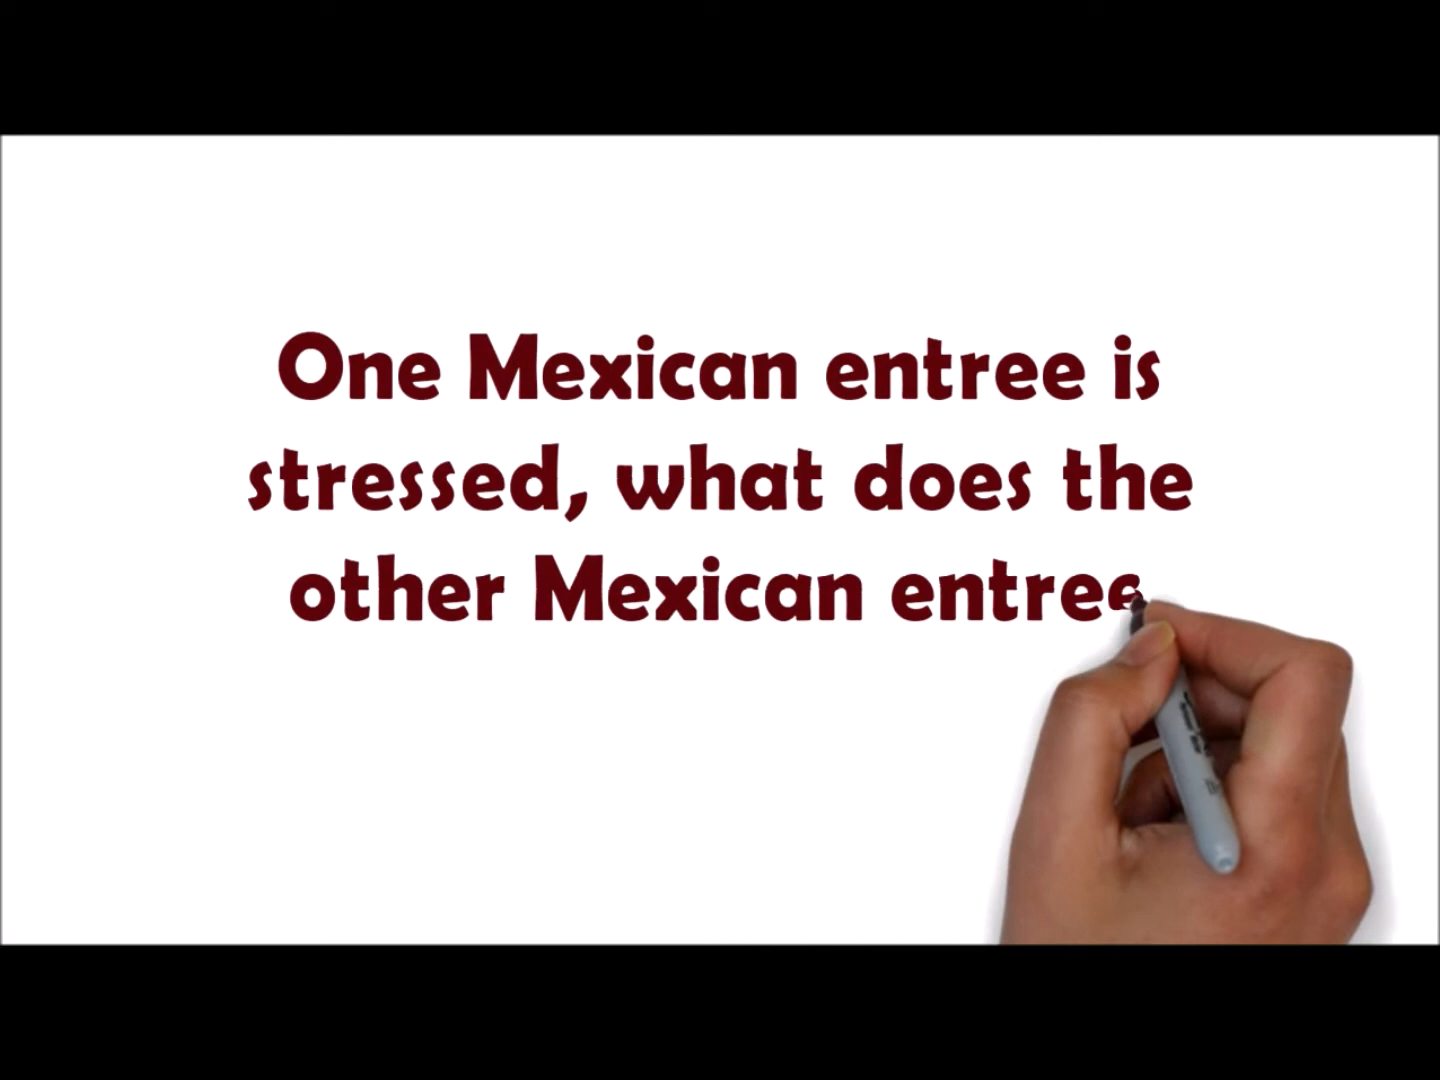 One Mexican entree is
stressed, what does the
other Mexican entree